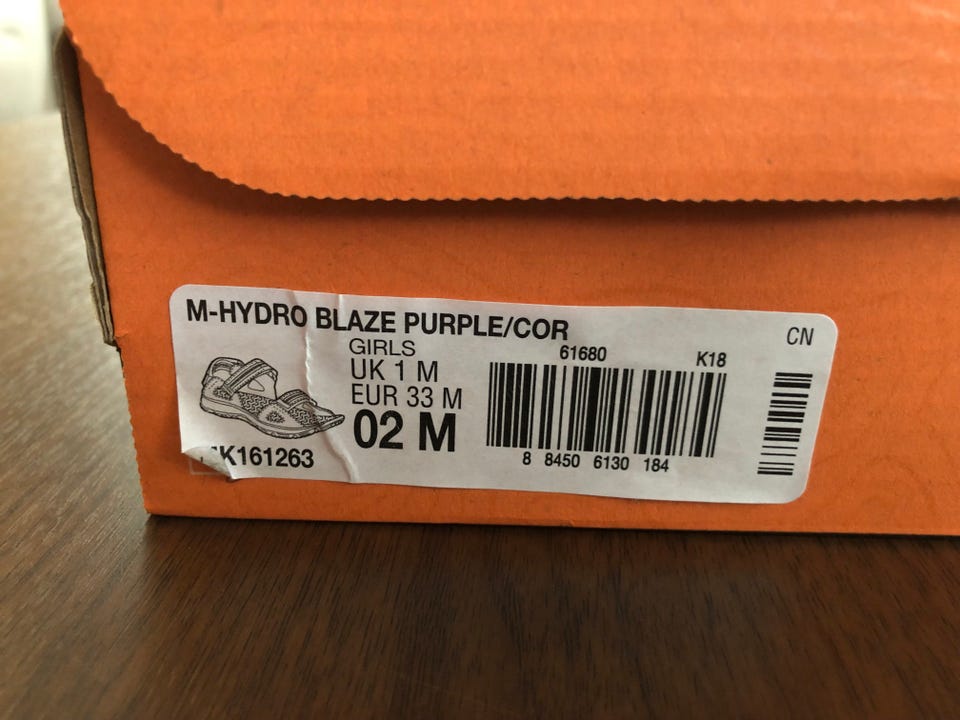 M-HYDRO BLAZE PURPLE/COR
GIRLS
UK 1 M
EUR 33 M
02 M
K161263
61680
K18
8 8450 6130 184
CN